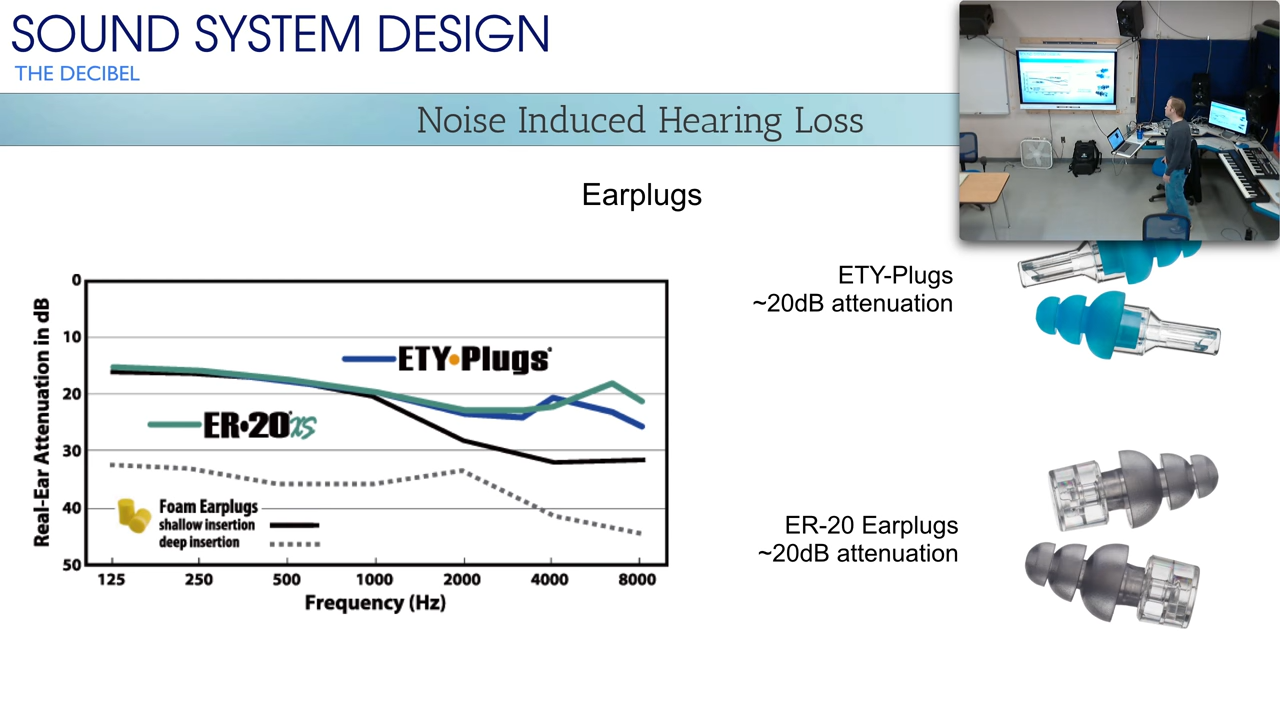 SOUND SYSTEM DESIGN
THE DECIBEL
Noise Induced Hearing Loss
Earplugs
Real-Ear Attenuation in dB
0
10
20
30
40
50
ETY•Plugs®
ER•20®xs
Foam Earplugs
shallow insertion
deep insertion
125 250 500 1000 2000 4000 8000
Frequency (Hz)
ETY-Plugs
~20dB attenuation
ER-20 Earplugs
~20dB attenuation